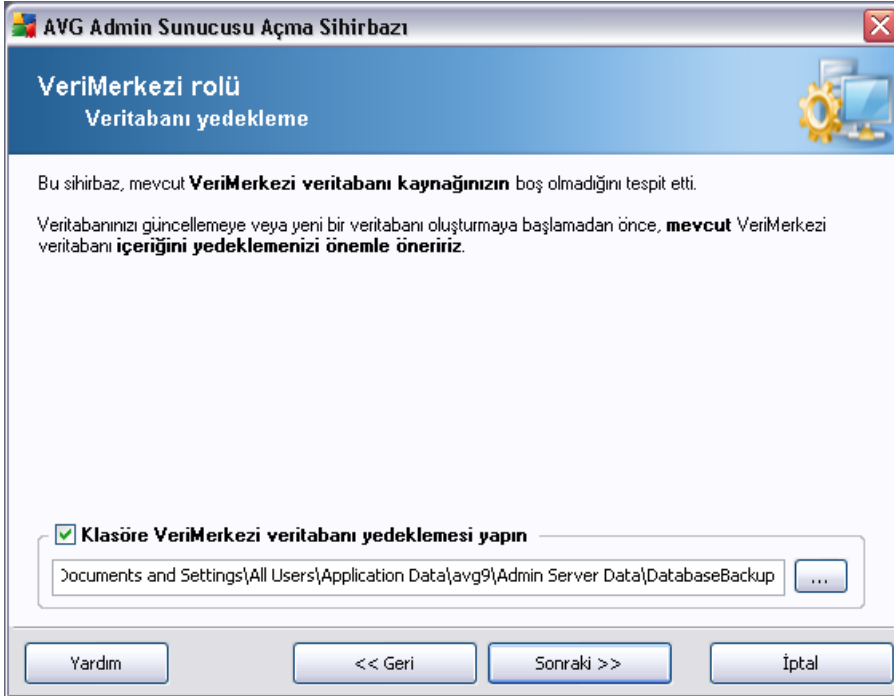 AVG Admin Sunucusu Açma Sihirbazı
VeriMerkezi rolü
Veritabanı yedekleme
Bu sihirbaz, mevcut VeriMerkezi veritabanı kaynağınızın boş olmadığını tespit etti.
Veritabanınızı güncellemeye veya yeni bir veritabanı oluşturmaya başlamadan önce, mevcut VeriMerkezi
veritabanı içeriğini yedeklemenizi önemle öneririz.
Klasöre VeriMerkezi veritabanı yedeklemesi yapın
Documents and Settings\All Users\Application Data\avg9\Admin Server Data\DatabaseBackup
...
Yardım
<< Geri
Sonraki >>
İptal